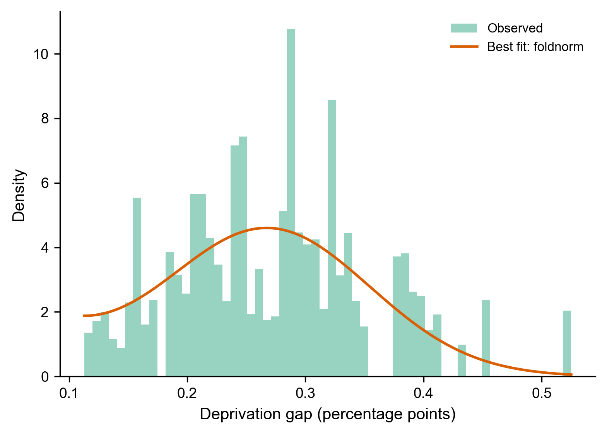 Observed
Best fit: foldnorm
10
8
6
4
2
0
Density
0.1 0.2 0.3 0.4 0.5
Deprivation gap (percentage points)